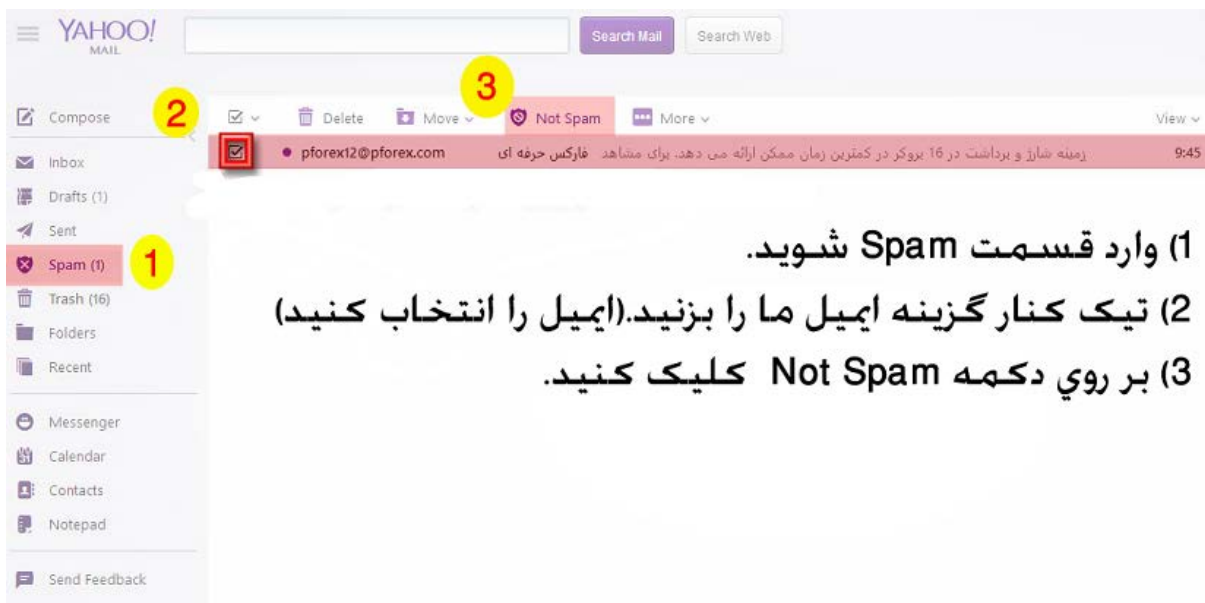 YAHOO!
MAIL
Search Mail
Search Web
3
2
Compose
Delete
Move
Not Spam
More
View
pforex12@pforex.com
فارکس حرفه ای
زمینه شارژ و برداشت در 16 بروکر در کمترین زمان ممکن ارائه می دهد. برای مشاهد
9:45
Inbox
Drafts (1)
Sent
Spam (1)
1
Trash (16)
Folders
Recent
Messenger
Calendar
Contacts
Notepad
Send Feedback
1) وارد قسمت Spam شوید.
2) تیک کنار گزینه ایمیل ما را بزنید.(ایمیل را انتخاب کنید)
3) بر روي دکمه Not Spam کلیک کنید.